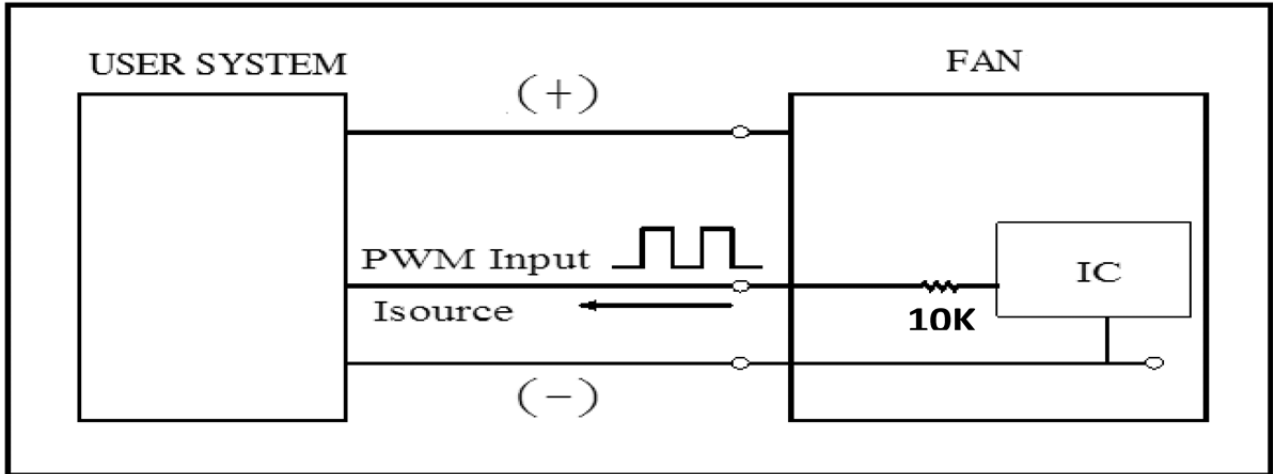 USER SYSTEM
FAN
(+)
PWM Input
IC
Isource
10K
(-)